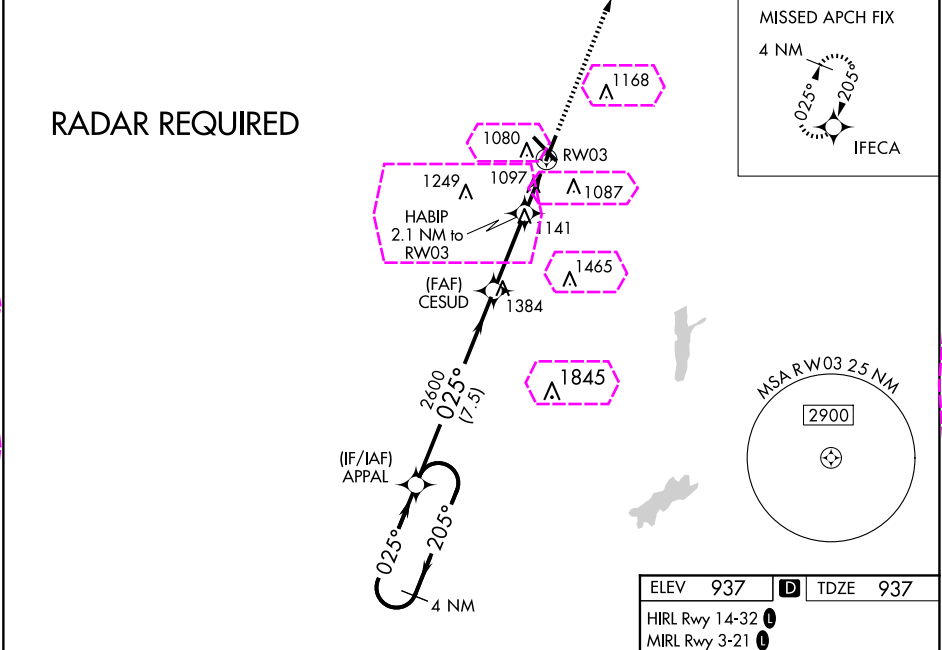 RADAR REQUIRED
MISSED APCH FIX
4 NM
025°
205°
IFECA
1168
1080
RW03
1249
1097
1087
HABIP
2.1 NM to
RW03
1141
1465
(FAF)
CESUD
1384
1845
2600
025°
(7.5)
MSA RW03 25 NM
2900
(IF/IAF)
APPAL
025°
205°
4 NM
ELEV 937 D TDZE 937
HIRL Rwy 14-32 L
MIRL Rwy 3-21 L